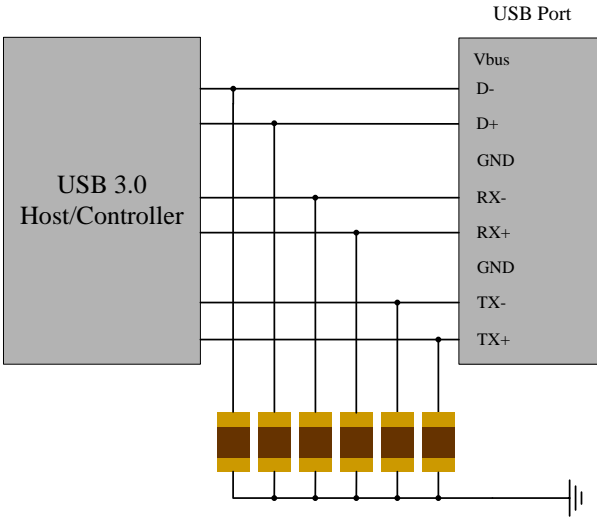 USB Port
USB 3.0
Host/Controller
Vbus
D-
D+
GND
RX-
RX+
GND
TX-
TX+